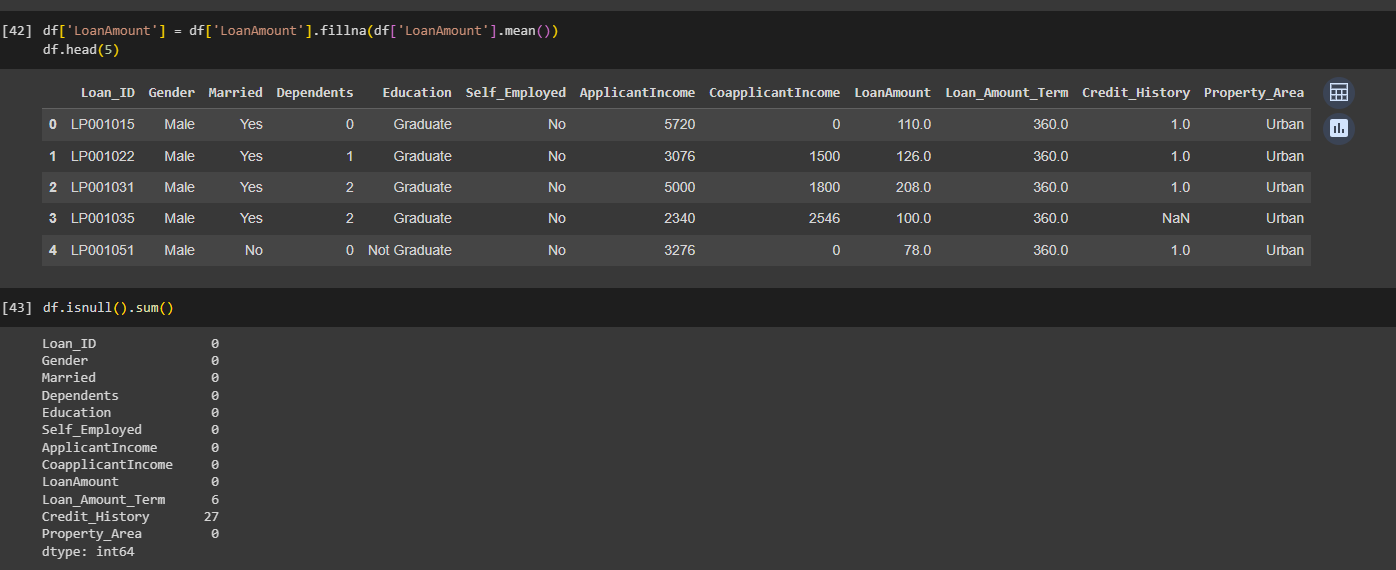 [42] df['LoanAmount'] = df['LoanAmount'].fillna(df['LoanAmount'].mean())
df.head(5)
Loan_ID Gender Married Dependents Education Self_Employed ApplicantIncome CoapplicantIncome LoanAmount Loan_Amount_Term Credit_History Property_Area
0 LP001015 Male Yes 0 Graduate No 5720 0 110.0 360.0 1.0 Urban
1 LP001022 Male Yes 1 Graduate No 3076 1500 126.0 360.0 1.0 Urban
2 LP001031 Male Yes 2 Graduate No 5000 1800 208.0 360.0 1.0 Urban
3 LP001035 Male Yes 2 Graduate No 2340 2546 100.0 360.0 NaN Urban
4 LP001051 Male No 0 Not Graduate No 3276 0 78.0 360.0 1.0 Urban
[43] df.isnull().sum()
Loan_ID 0
Gender 0
Married 0
Dependents 0
Education 0
Self_Employed 0
ApplicantIncome 0
CoapplicantIncome 0
LoanAmount 0
Loan_Amount_Term 6
Credit_History 27
Property_Area 0
dtype: int64